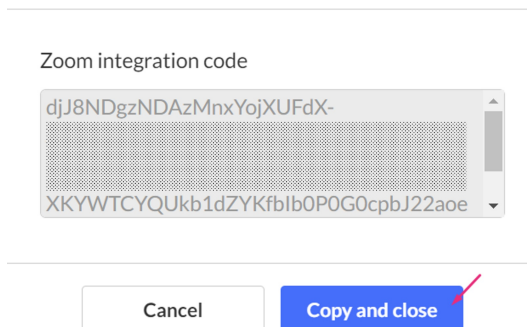 Zoom integration code
djJ8NDgzNDAzMnxYojXUFdX-
XKYWTCYQUkb1dZYKfbIb0P0G0cpbJ22aoe
Cancel
Copy and close